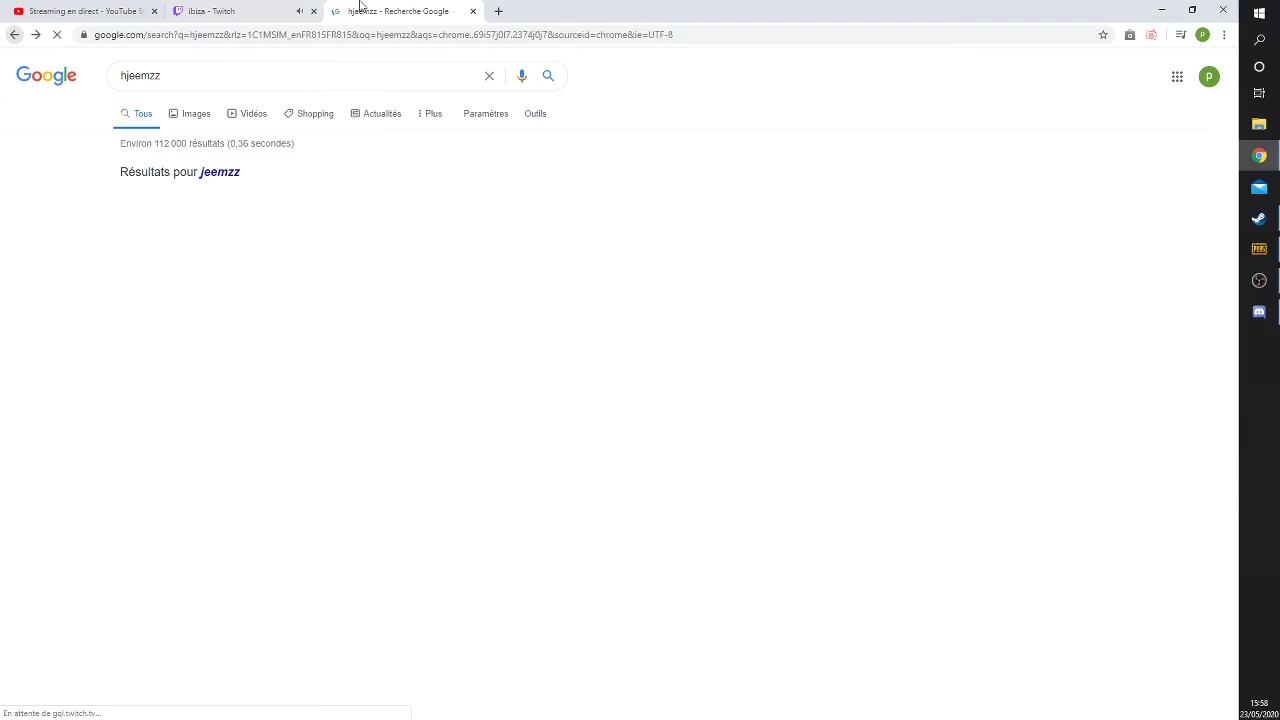 Streaming en direct - YouTube S
ibiza - Twitch
hjeemzz - Recherche Google
google.com/search?q=hjeemzz&rlz=1C1MSIM_enFR815FR815&oq=hjeemzz&aqs=chrome..69i57j0l7.2374j0j7&sourceid=chrome&ie=UTF-8
P
Google
hjeemzz
p
Tous
Images
Vidéos
Shopping
Actualités
Plus
Paramètres
Outils
Environ 112 000 résultats (0,36 secondes)
Résultats pour jeemzz
PUBG
En attente de gql.twitch.tv...
15:58
23/05/2020